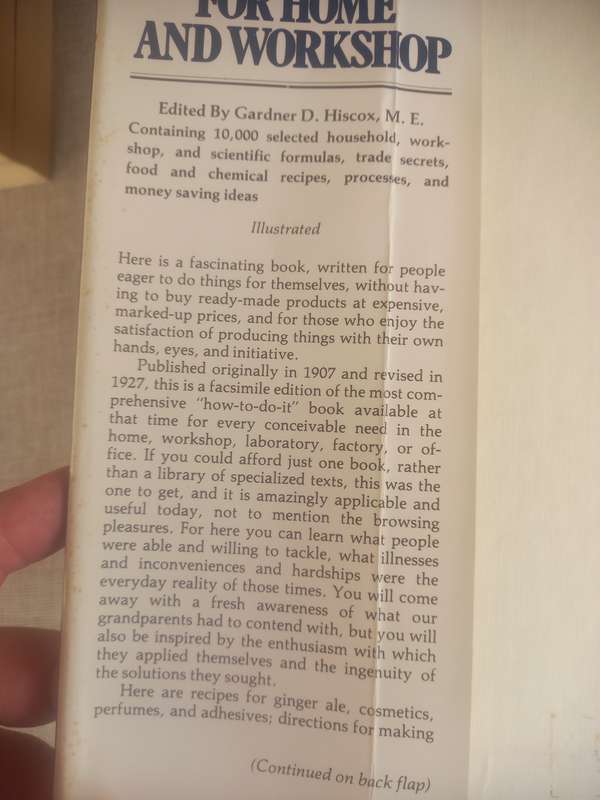 FOR HOME
AND WORKSHOP
Edited By Gardner D. Hiscox, M. E.
Containing 10,000 selected household, work-
shop, and scientific formulas, trade secrets,
food and chemical recipes, processes, and
money saving ideas
Illustrated
Here is a fascinating book, written for people
eager to do things for themselves, without hav-
ing to buy ready-made products at expensive,
marked-up prices, and for those who enjoy the
satisfaction of producing things with their own
hands, eyes, and initiative.
Published originally in 1907 and revised in
1927, this is a facsimile edition of the most com-
prehensive "how-to-do-it" book available at
that time for every conceivable need in the
home, workshop, laboratory, factory, or of-
fice. If you could afford just one book, rather
than a library of specialized texts, this was the
one to get, and it is amazingly applicable and
useful today, not to mention the browsing
pleasures. For here you can learn what people
were able and willing to tackle, what illnesses
and inconveniences and hardships were the
everyday reality of those times. You will come
away with a fresh awareness of what our
grandparents had to contend with, but you will
also be inspired by the enthusiasm with which
they applied themselves and the ingenuity of
the solutions they sought.
Here are recipes for ginger ale, cosmetics,
perfumes, and adhesives; directions for making
(Continued on back flap)